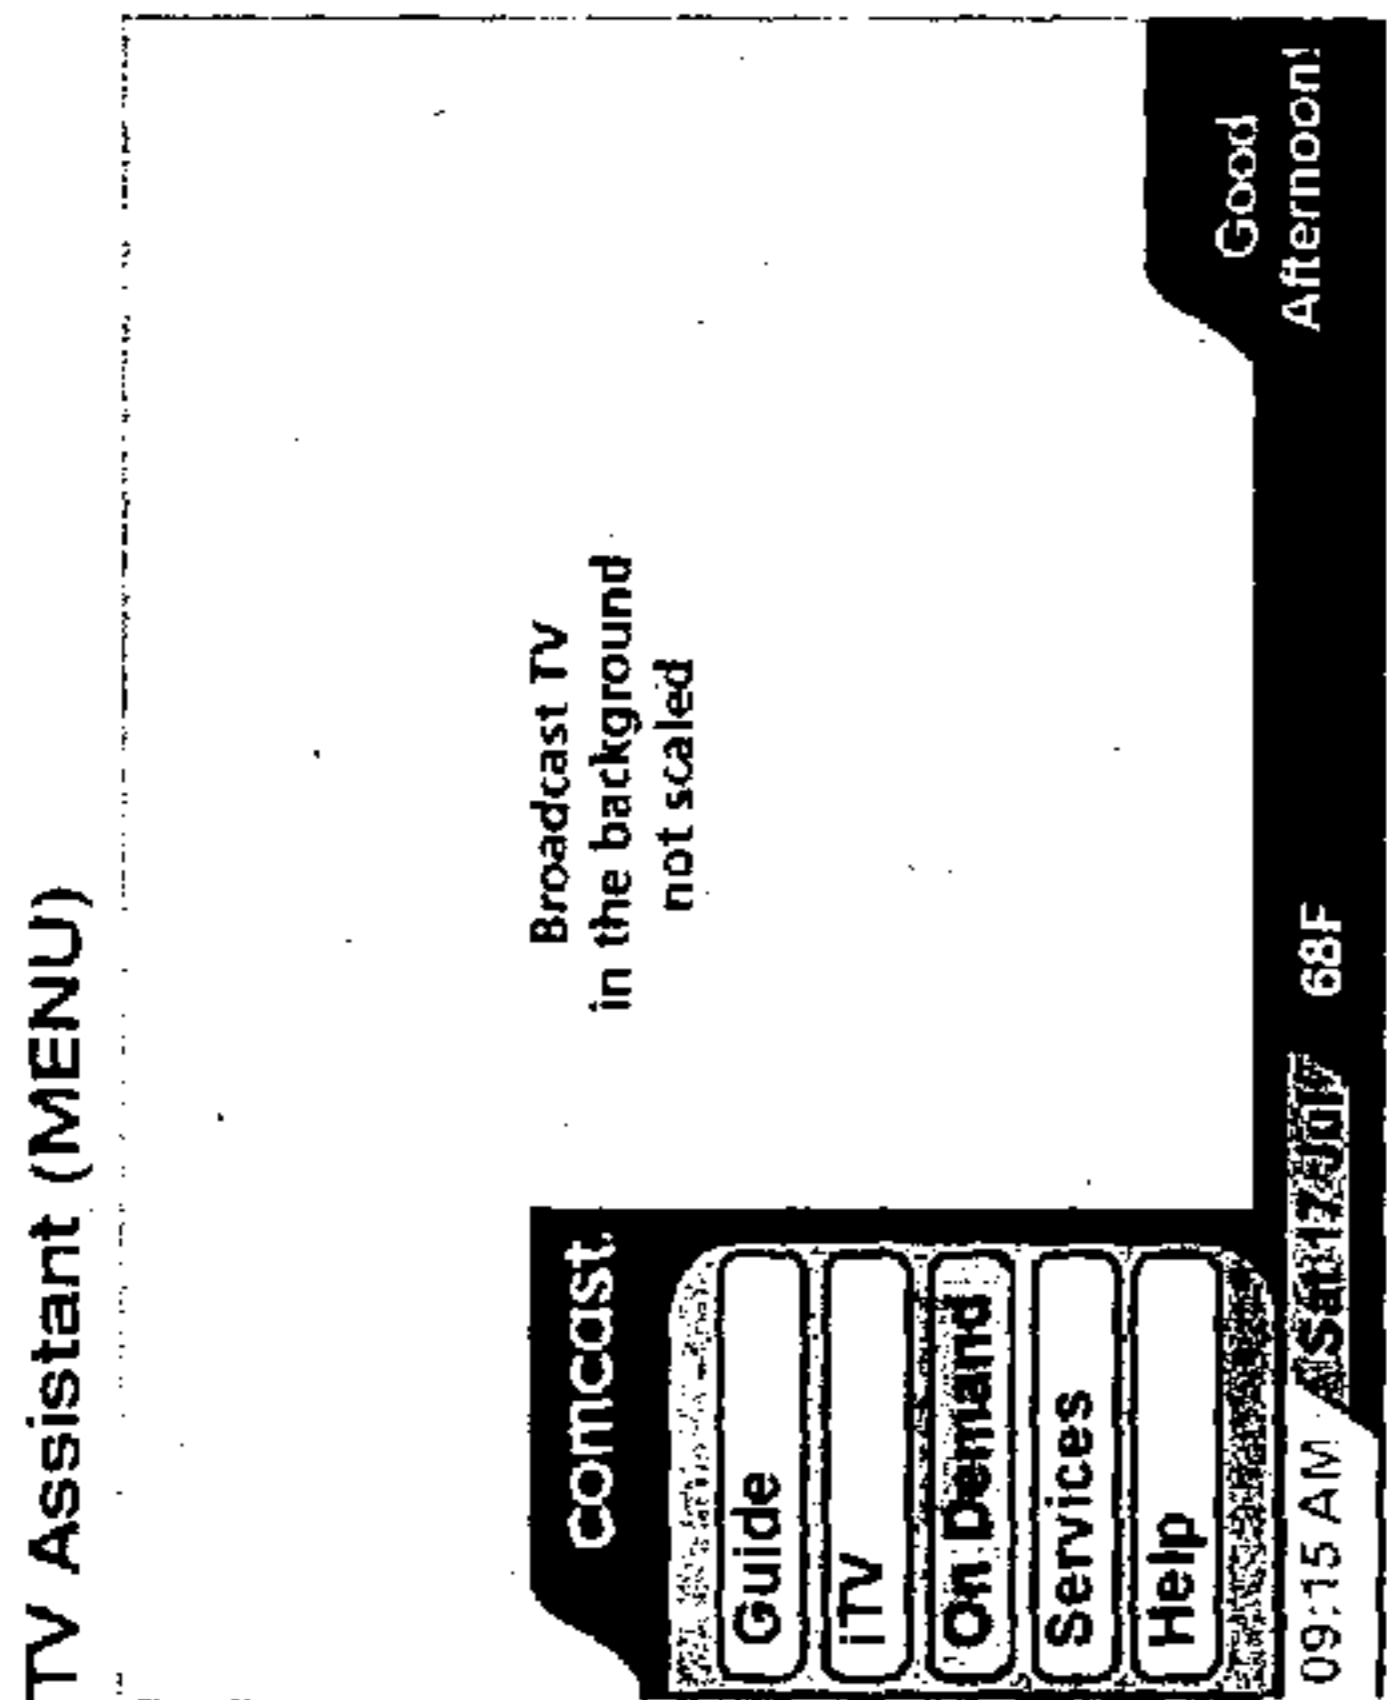 TV Assistant (MENU)
Broadcast TV
in the background
not scaled
comcast.
Guide
iTV
On Demand
Services
Help
09:15 AM
68F
Good
Afternoon!